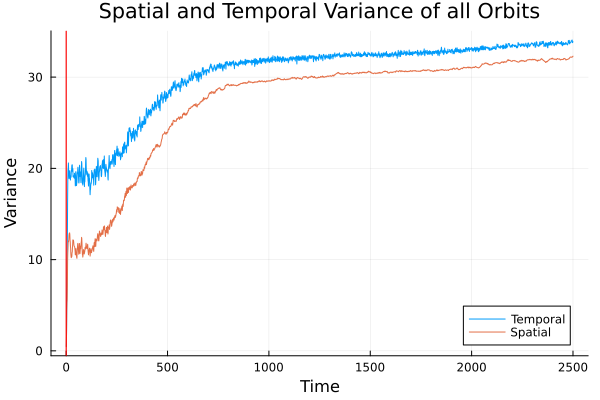 Spatial and Temporal Variance of all Orbits
Variance
30
20
10
0
0 500 1000 1500 2000 2500
Time
Temporal
Spatial